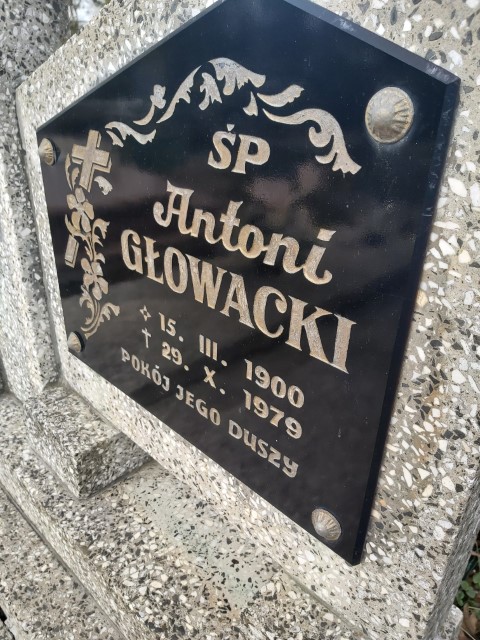 ŚP
Antoni
GŁOWACKI
✧ 15. III. 1900
† 29. X. 1979
POKÓJ JEGO DUSZY